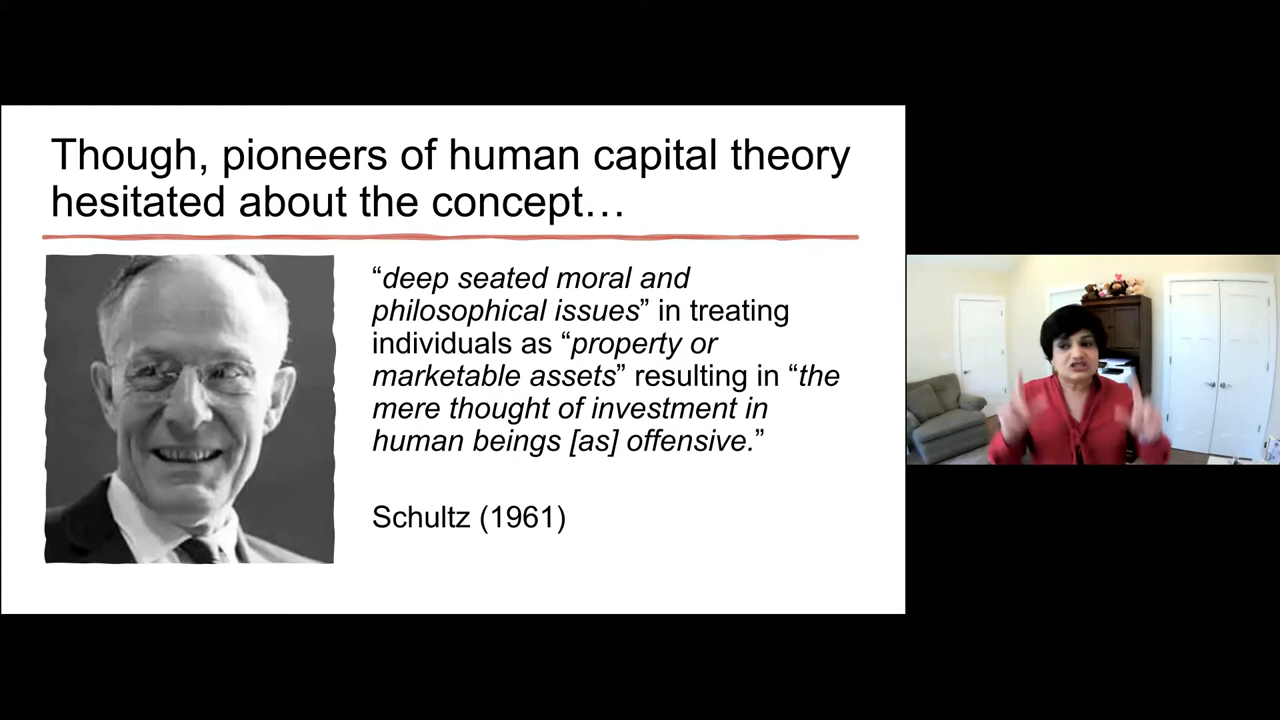 Though, pioneers of human capital theory
hesitated about the concept…
“deep seated moral and
philosophical issues” in treating
individuals as “property or
marketable assets” resulting in “the
mere thought of investment in
human beings [as] offensive.”
Schultz (1961)